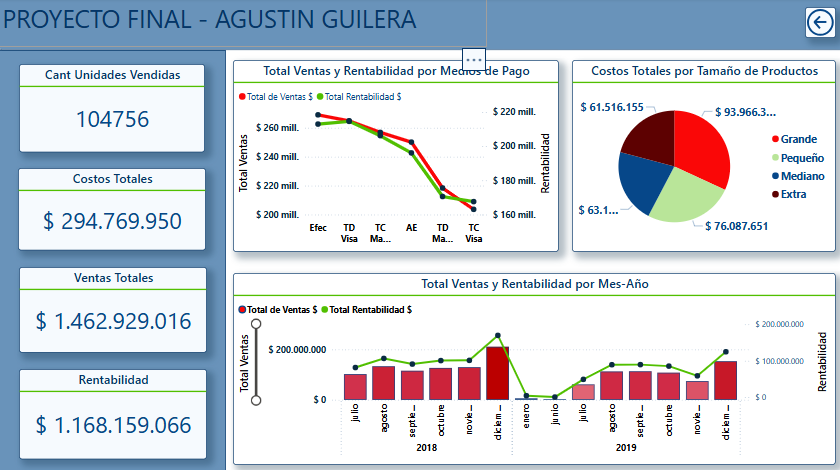 PROYECTO FINAL - AGUSTIN GUILERA
Cant Unidades Vendidas
104756
Costos Totales
$ 294.769.950
Ventas Totales
$ 1.462.929.016
Rentabilidad
$ 1.168.159.066
Total Ventas y Rentabilidad por Medios de Pago
Total de Ventas $ Total Rentabilidad $
Total Ventas
$ 260 mill.
$ 240 mill.
$ 220 mill.
$ 200 mill.
$ 220 mill.
$ 200 mill.
$ 180 mill.
$ 160 mill.
Rentabilidad
Efec TD Visa TC Ma... AE TD Ma... TC Visa
Costos Totales por Tamaño de Productos
$ 61.516.155
$ 93.966.3...
$ 63.1...
$ 76.087.651
Grande
Pequeño
Mediano
Extra
Total Ventas y Rentabilidad por Mes-Año
Total de Ventas $ Total Rentabilidad $
Total Ventas
$ 200.000.000
$ 0
$ 200.000.000
$ 100.000.000
$ 0
Rentabilidad
julio agosto septie... octubre novie... diciem... enero junio julio agosto septie... octubre novie... diciem...
2018 2019